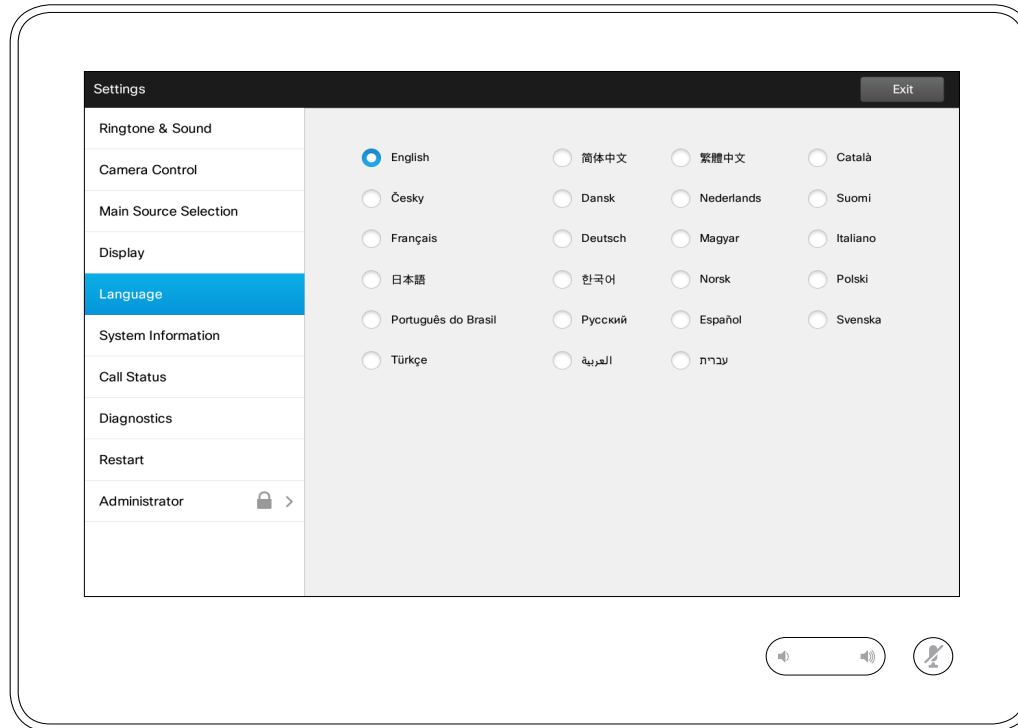 Settings
Exit
Ringtone & Sound
Camera Control
Main Source Selection
Display
Language
System Information
Call Status
Diagnostics
Restart
Administrator
English 简体中文 繁體中文 Català
Česky Dansk Nederlands Suomi
Français Deutsch Magyar Italiano
日本語 한국어 Norsk Polski
Português do Brasil Русский Español Svenska
Türkçe العربية עברית